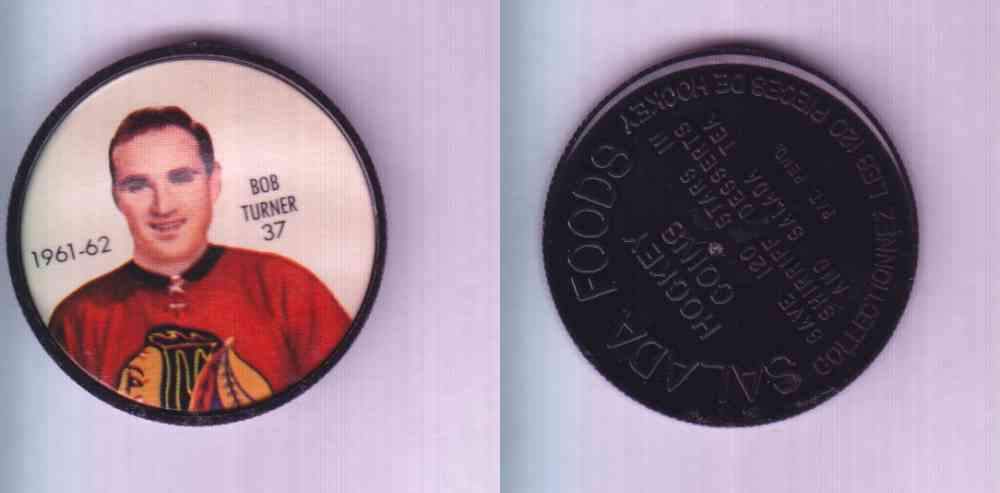 1961-62
BOB
TURNER
37
SALADA FOODS
COLLECTIONNEZ LES 120 PIECES DE HOCKEY
HOCKEY
COINS
SAVE 120 STARS IN
SHIRRIFF DESSERTS
AND SALADA TEA
PAT. PEND.